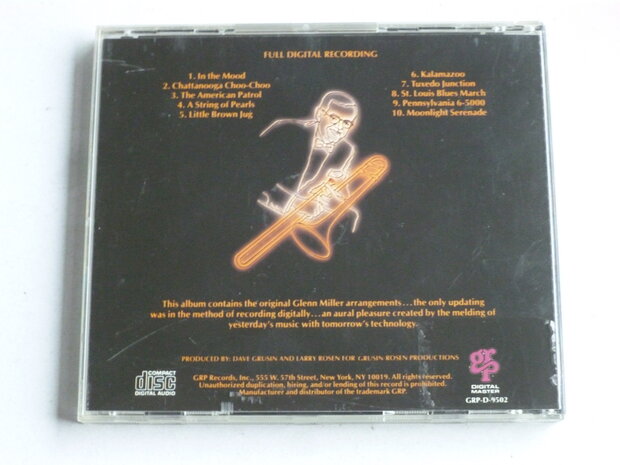 FULL DIGITAL RECORDING
1. In the Mood
2. Chattanooga Choo-Choo
3. The American Patrol
4. A String of Pearls
5. Little Brown Jug
6. Kalamazoo
7. Tuxedo Junction
8. St. Louis Blues March
9. Pennsylvania 6-5000
10. Moonlight Serenade
This album contains the original Glenn Miller arrangements...the only updating
was in the method of recording digitally...an aural pleasure created by the melding of
yesterday's music with tomorrow's technology.
PRODUCED BY: DAVE GRUSIN AND LARRY ROSEN FOR GRUSIN/ROSEN PRODUCTIONS
GRP Records, Inc., 555 W. 57th Street, New York, NY 10019. All rights reserved.
Unauthorized duplication, hiring, and/or lending of this record is prohibited.
Manufacturer and distributor of the trademark GRP.
COMPACT
disc
DIGITAL AUDIO
grp
DIGITAL
MASTER
GRP-D-9502